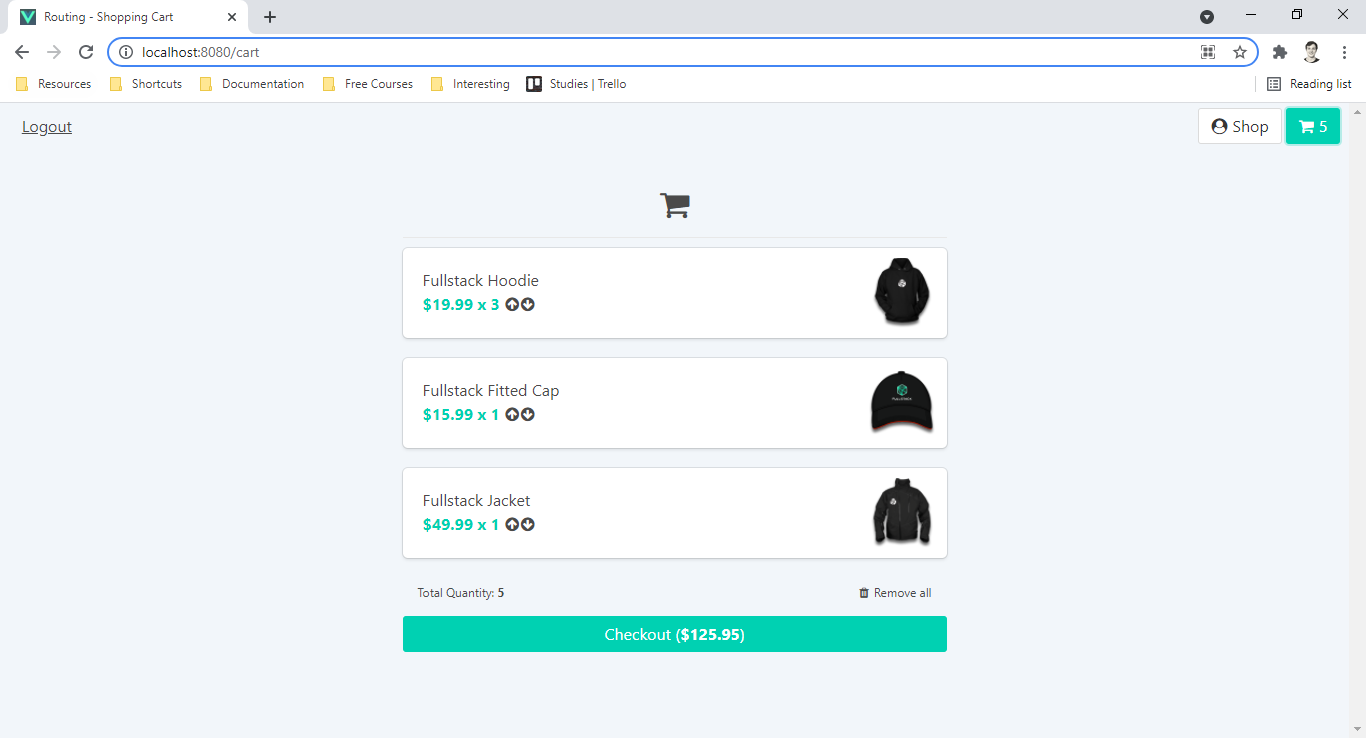 Routing - Shopping Cart
localhost:8080/cart
Resources Shortcuts Documentation Free Courses Interesting Studies | Trello Reading list
Logout Shop 5
Fullstack Hoodie
$19.99 x 3
Fullstack Fitted Cap
$15.99 x 1
Fullstack Jacket
$49.99 x 1
Total Quantity: 5 Remove all
Checkout ($125.95)